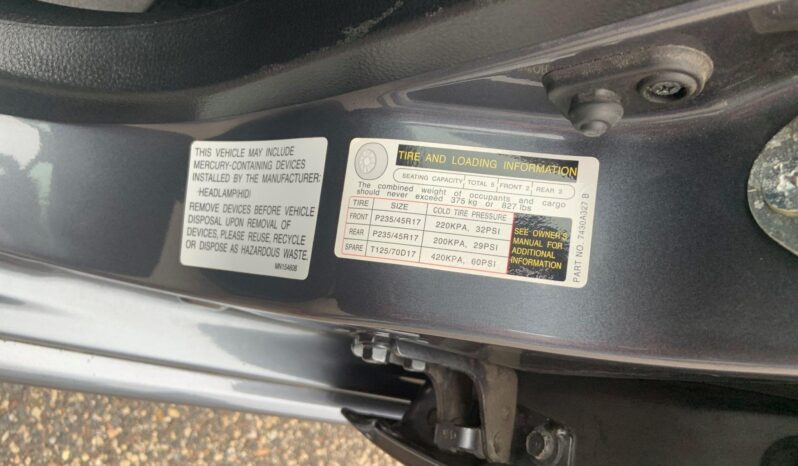 THIS VEHICLE MAY INCLUDE
MERCURY-CONTAINING DEVICES
INSTALLED BY THE MANUFACTURER:
·HEADLAMP(HID)
REMOVE DEVICES BEFORE VEHICLE
DISPOSAL UPON REMOVAL OF
DEVICES, PLEASE REUSE, RECYCLE
OR DISPOSE AS HAZARDOUS WASTE.
MN154808
TIRE AND LOADING INFORMATION
SEATING CAPACITY TOTAL 5 FRONT 2 REAR 3
The combined weight of occupants and cargo
should never exceed 375 kg or 827 lbs
TIRE SIZE COLD TIRE PRESSURE
FRONT P235/45R17 220KPA, 32PSI
REAR P235/45R17 200KPA, 29PSI
SPARE T125/70D17 420KPA, 60PSI
SEE OWNER'S
MANUAL FOR
ADDITIONAL
INFORMATION
PART NO. 7430A322 B